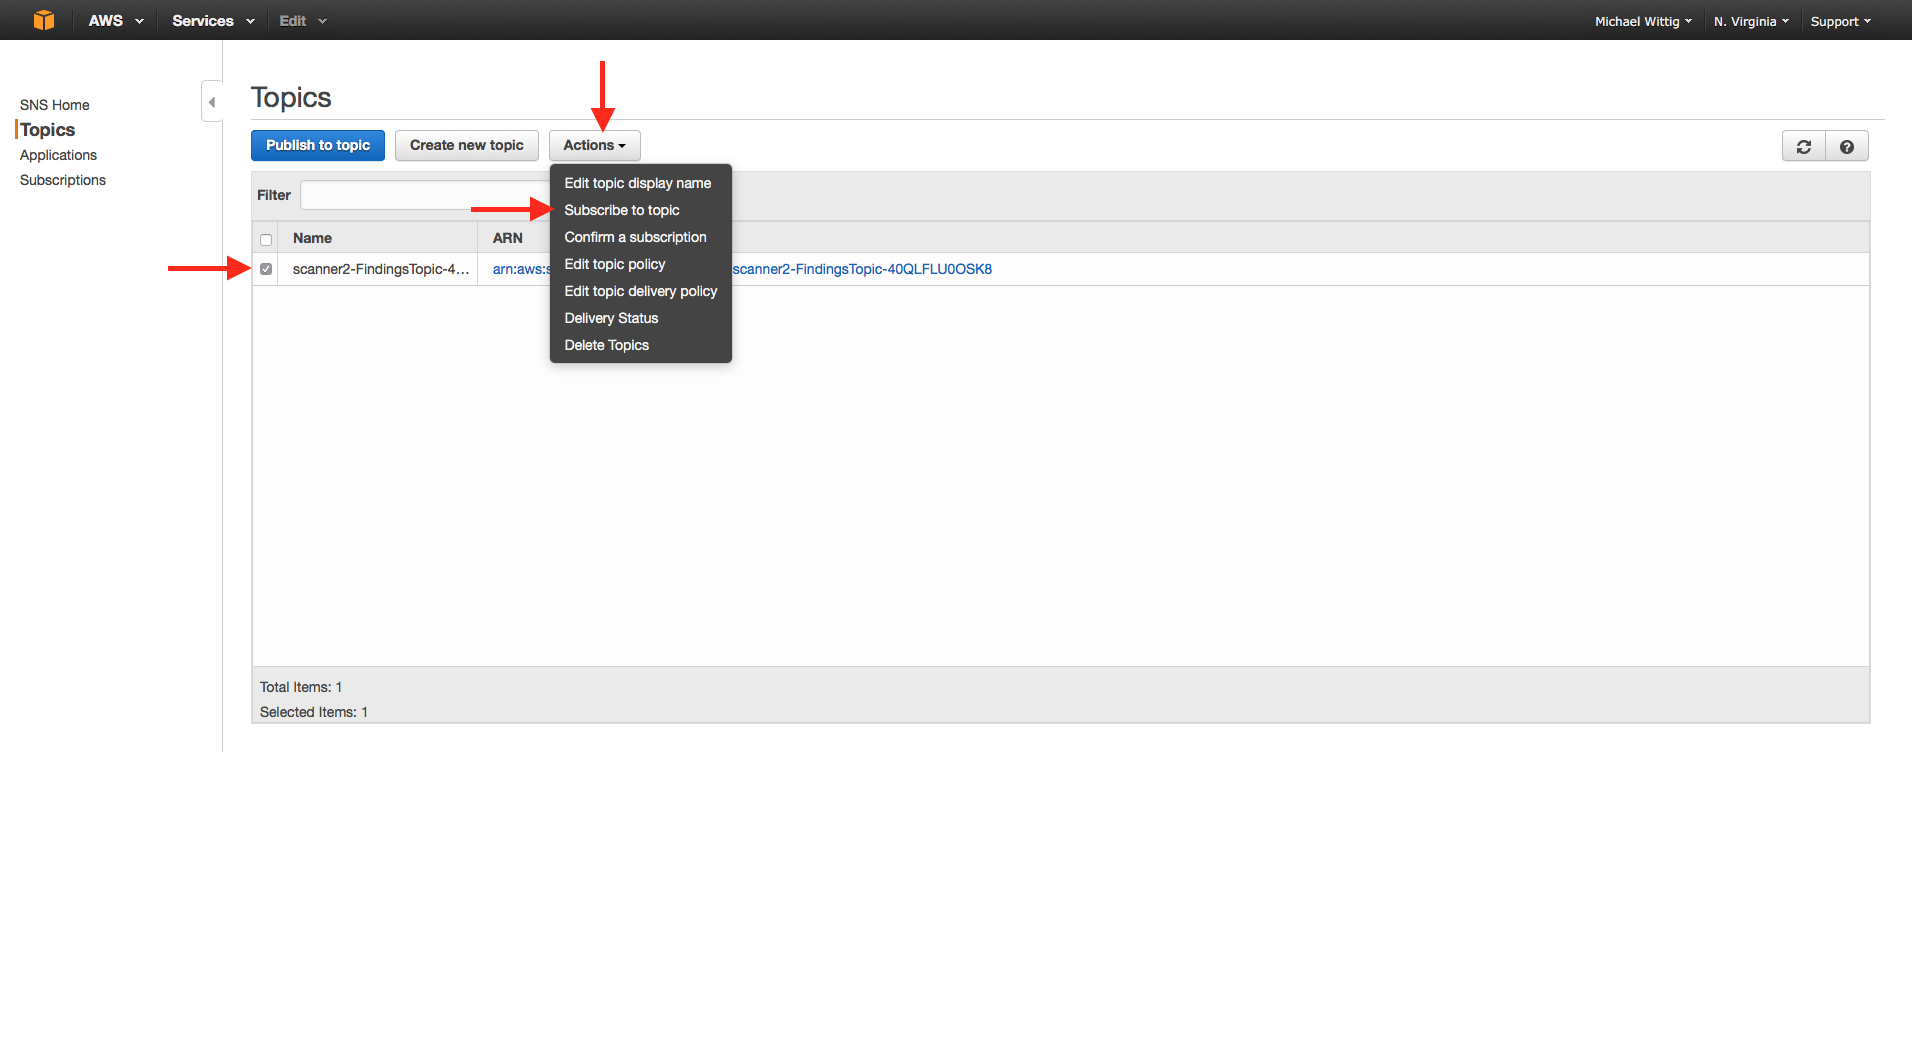 AWS Services Edit Michael Wittig N. Virginia Support
SNS Home
Topics
Applications
Subscriptions
Topics
Publish to topic Create new topic Actions
Filter
Edit topic display name
Subscribe to topic
Confirm a subscription
Edit topic policy
Edit topic delivery policy
Delivery Status
Delete Topics
Name ARN
scanner2-FindingsTopic-4... arn:aws:s scanner2-FindingsTopic-40QLFLU0OSK8
Total Items: 1
Selected Items: 1